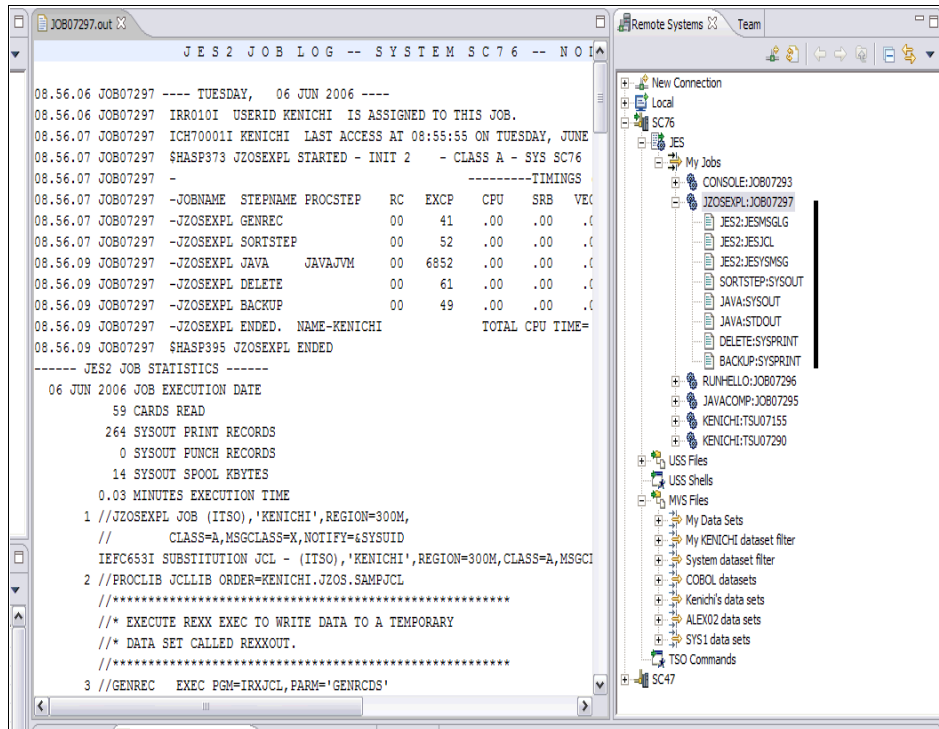 JOB07297.out
J E S 2  J O B  L O G  --  S Y S T E M  S C 7 6  --  N O
08.56.06 JOB07297 ---- TUESDAY,   06 JUN 2006 ----
08.56.06 JOB07297  IRR010I  USERID KENICHI  IS ASSIGNED TO THIS JOB.
08.56.07 JOB07297  ICH70001I KENICHI  LAST ACCESS AT 08:55:55 ON TUESDAY, JUNE
08.56.07 JOB07297  $HASP373 JZOSEXPL STARTED - INIT 2   - CLASS A - SYS SC76
08.56.07 JOB07297  -                                    ---------TIMINGS
08.56.07 JOB07297  -JOBNAME  STEPNAME PROCSTEP    RC   EXCP    CPU    SRB   VEC
08.56.07 JOB07297  -JZOSEXPL GENREC               00     41    .00    .00   .0
08.56.07 JOB07297  -JZOSEXPL SORTSTEP             00     52    .00    .00   .0
08.56.09 JOB07297  -JZOSEXPL JAVA     JAVAJVM     00   6852    .00    .00   .0
08.56.09 JOB07297  -JZOSEXPL DELETE               00     61    .00    .00   .0
08.56.09 JOB07297  -JZOSEXPL BACKUP               00     49    .00    .00   .0
08.56.09 JOB07297  -JZOSEXPL ENDED.  NAME-KENICHI              TOTAL CPU TIME=
08.56.09 JOB07297  $HASP395 JZOSEXPL ENDED
------ JES2 JOB STATISTICS ------
06 JUN 2006 JOB EXECUTION DATE
59 CARDS READ
264 SYSOUT PRINT RECORDS
0 SYSOUT PUNCH RECORDS
14 SYSOUT SPOOL KBYTES
0.03 MINUTES EXECUTION TIME
1 //JZOSEXPL JOB (ITSO),'KENICHI',REGION=300M,
//       CLASS=A,MSGCLASS=X,NOTIFY=&SYSUID
IEFC653I SUBSTITUTION JCL - (ITSO),'KENICHI',REGION=300M,CLASS=A,MSGCL
2 //PROCLIB JCLLIB ORDER=KENICHI.JZOS.SAMPJCL
//********************************************************
//* EXECUTE REXX EXEC TO WRITE DATA TO A TEMPORARY
//* DATA SET CALLED REXXOUT.
//********************************************************
3 //GENREC   EXEC PGM=IRXJCL,PARM='GENRCDS'
Remote Systems Team
New Connection
Local
SC76
JES
My Jobs
CONSOLE:JOB07293
JZOSEXPL:JOB07297
JES2:JESMSGLG
JES2:JESJCL
JES2:JESYSMSG
SORTSTEP:SYSOUT
JAVA:SYSOUT
JAVA:STDOUT
DELETE:SYSPRINT
BACKUP:SYSPRINT
RUNHELLO:JOB07296
JAVACOMP:JOB07295
KENICHI:TSU07155
KENICHI:TSU07290
USS Files
USS Shells
MVS Files
My Data Sets
My KENICHI dataset filter
System dataset filter
COBOL datasets
Kenichi's data sets
ALEX02 data sets
SYS1 data sets
TSO Commands
SC47